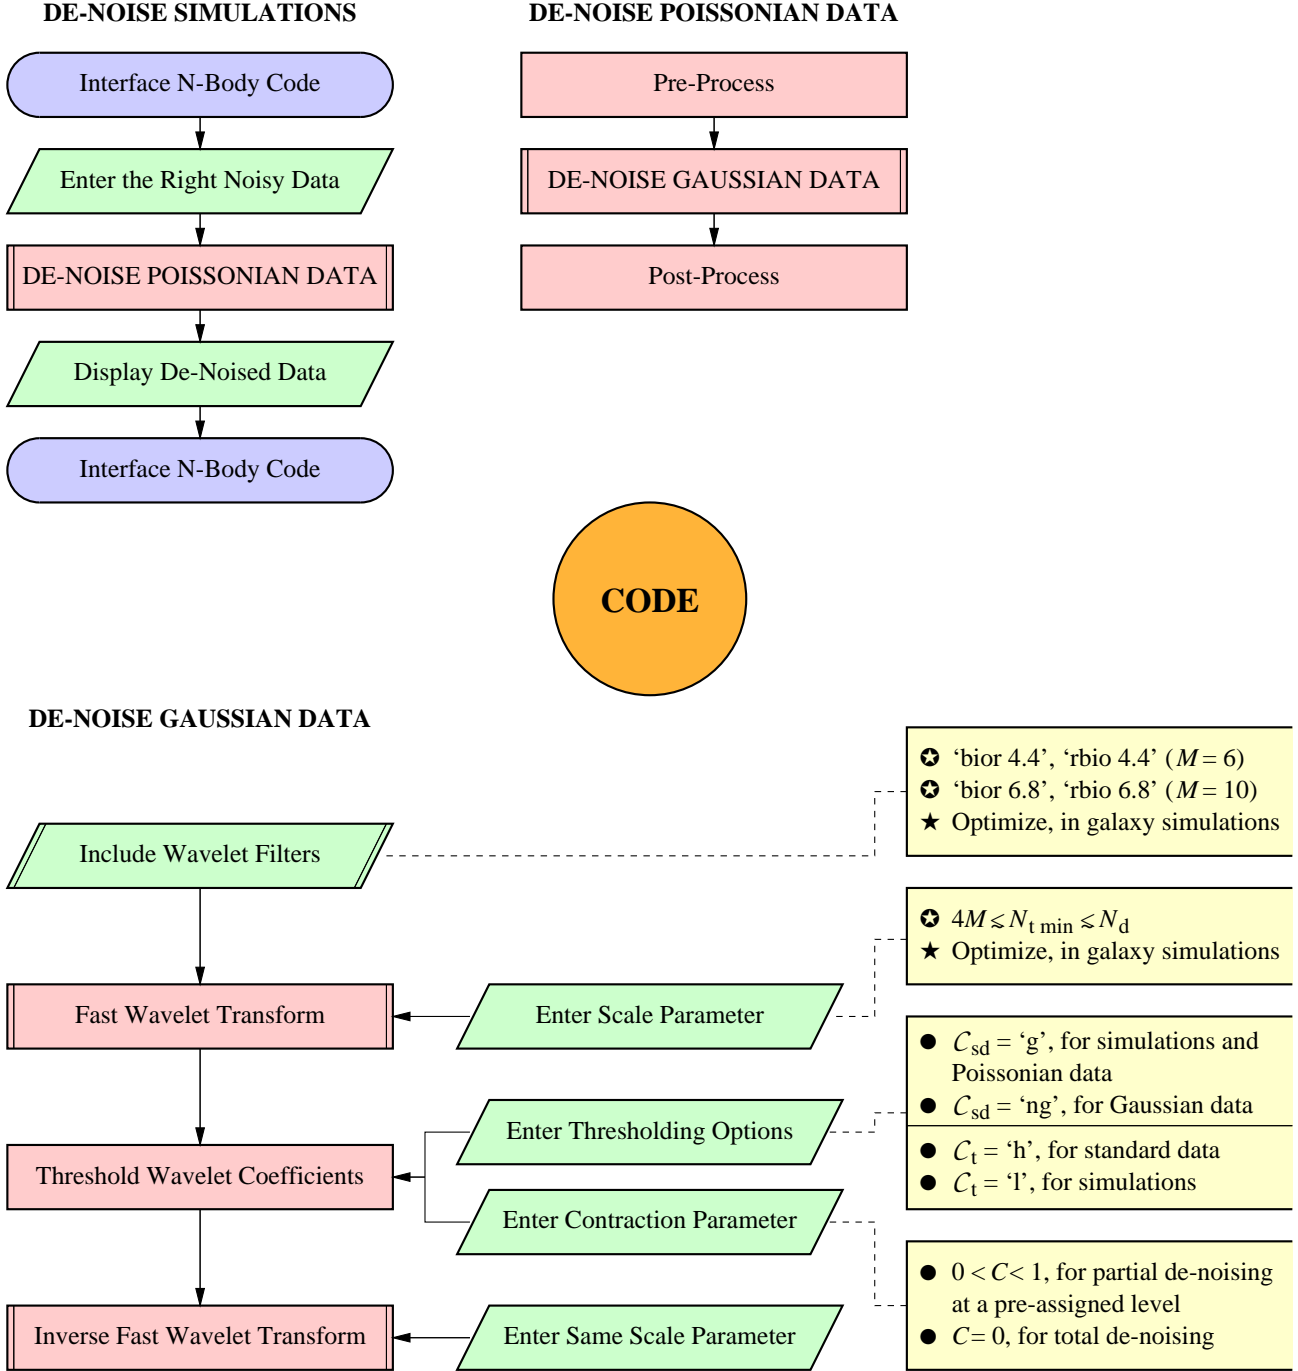 DE-NOISE SIMULATIONS
Interface N-Body Code
Enter the Right Noisy Data
DE-NOISE POISSONIAN DATA
Display De-Noised Data
Interface N-Body Code
DE-NOISE POISSONIAN DATA
Pre-Process
DE-NOISE GAUSSIAN DATA
Post-Process
CODE
DE-NOISE GAUSSIAN DATA
Include Wavelet Filters
✪ ‘bior 4.4’, ‘rbio 4.4’ (M = 6)
✪ ‘bior 6.8’, ‘rbio 6.8’ (M = 10)
★ Optimize, in galaxy simulations
Fast Wavelet Transform
Enter Scale Parameter
✪ 4M ≲ N_t min ≲ N_d
★ Optimize, in galaxy simulations
Threshold Wavelet Coefficients
Enter Thresholding Options
● C_sd = ‘g’, for simulations and
Poissonian data
● C_sd = ‘ng’, for Gaussian data
● C_t = ‘h’, for standard data
● C_t = ‘l’, for simulations
Enter Contraction Parameter
● 0 < C < 1, for partial de-noising
at a pre-assigned level
● C = 0, for total de-noising
Inverse Fast Wavelet Transform
Enter Same Scale Parameter